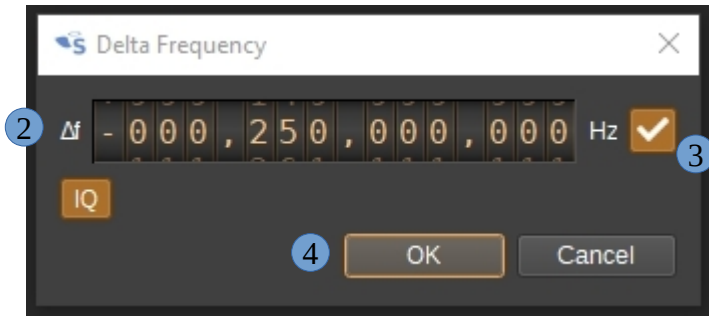 S Delta Frequency
2 Δf -000,250,000,000 Hz
3
IQ
4 OK Cancel